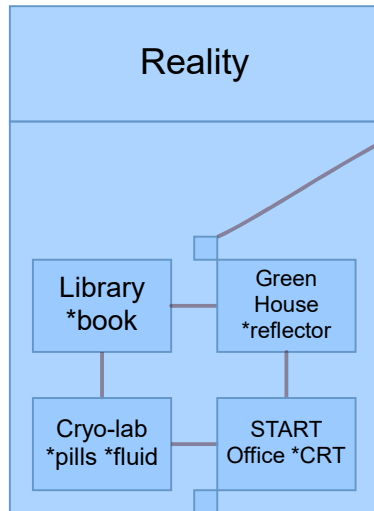 Reality
Library
*book
Green
House
*reflector
Cryo-lab
*pills *fluid
START
Office *CRT